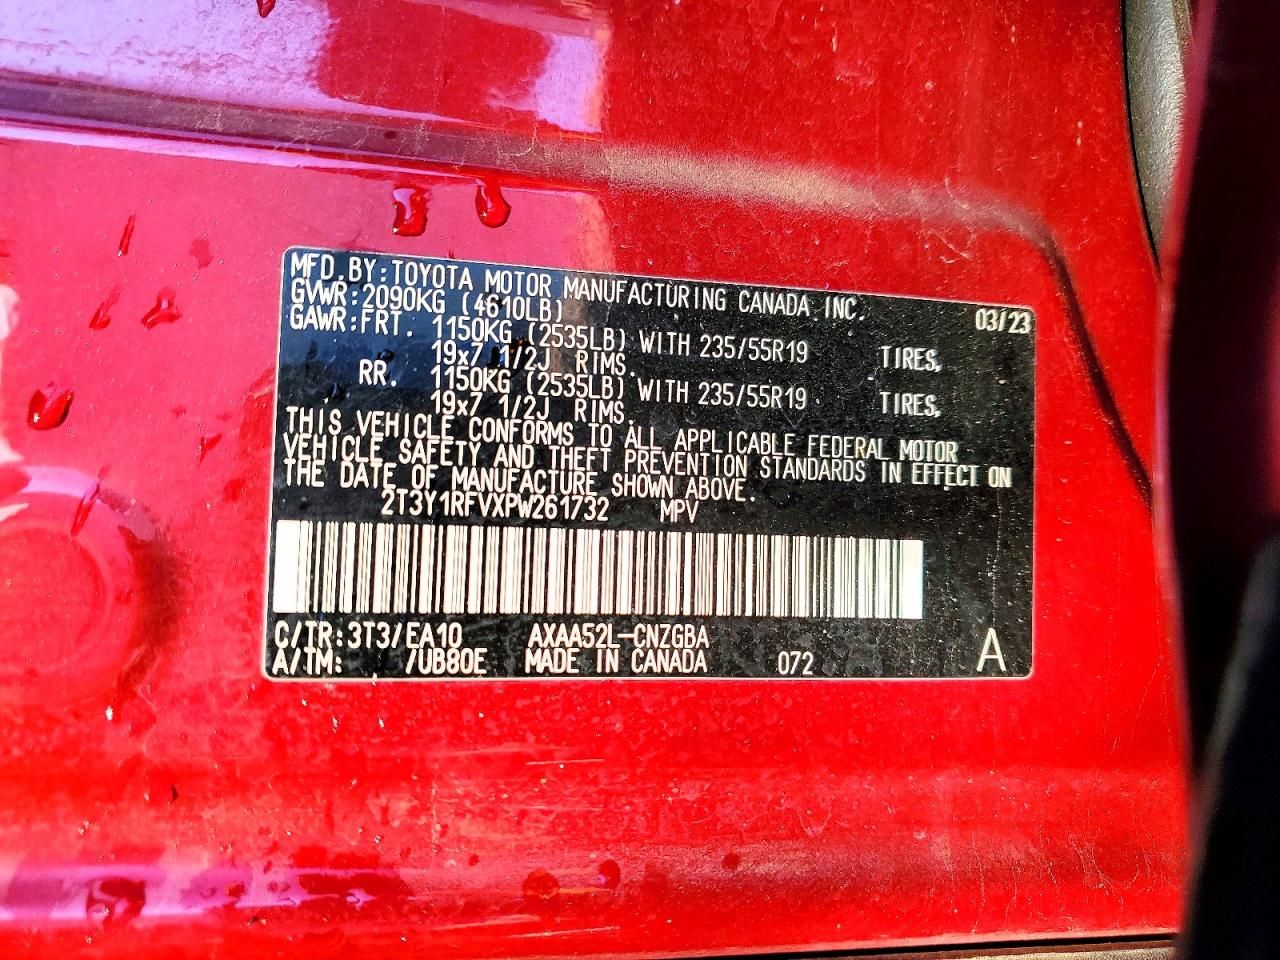 MFD.BY:TOYOTA MOTOR MANUFACTURING CANADA INC. 03/23
GVWR:2090KG (4610LB)
GAWR:FRT. 1150KG (2535LB) WITH 235/55R19 TIRES,
19x7 1/2J RIMS.
RR. 1150KG (2535LB) WITH 235/55R19 TIRES,
19x7 1/2J RIMS.
THIS VEHICLE CONFORMS TO ALL APPLICABLE FEDERAL MOTOR
VEHICLE SAFETY AND THEFT PREVENTION STANDARDS IN EFFECT ON
THE DATE OF MANUFACTURE SHOWN ABOVE.
2T3Y1RFVXPW261732 MPV
C/TR:3T3/EA10 AXAA52L-CNZGBA
A/TM: /UB80E MADE IN CANADA 072 A